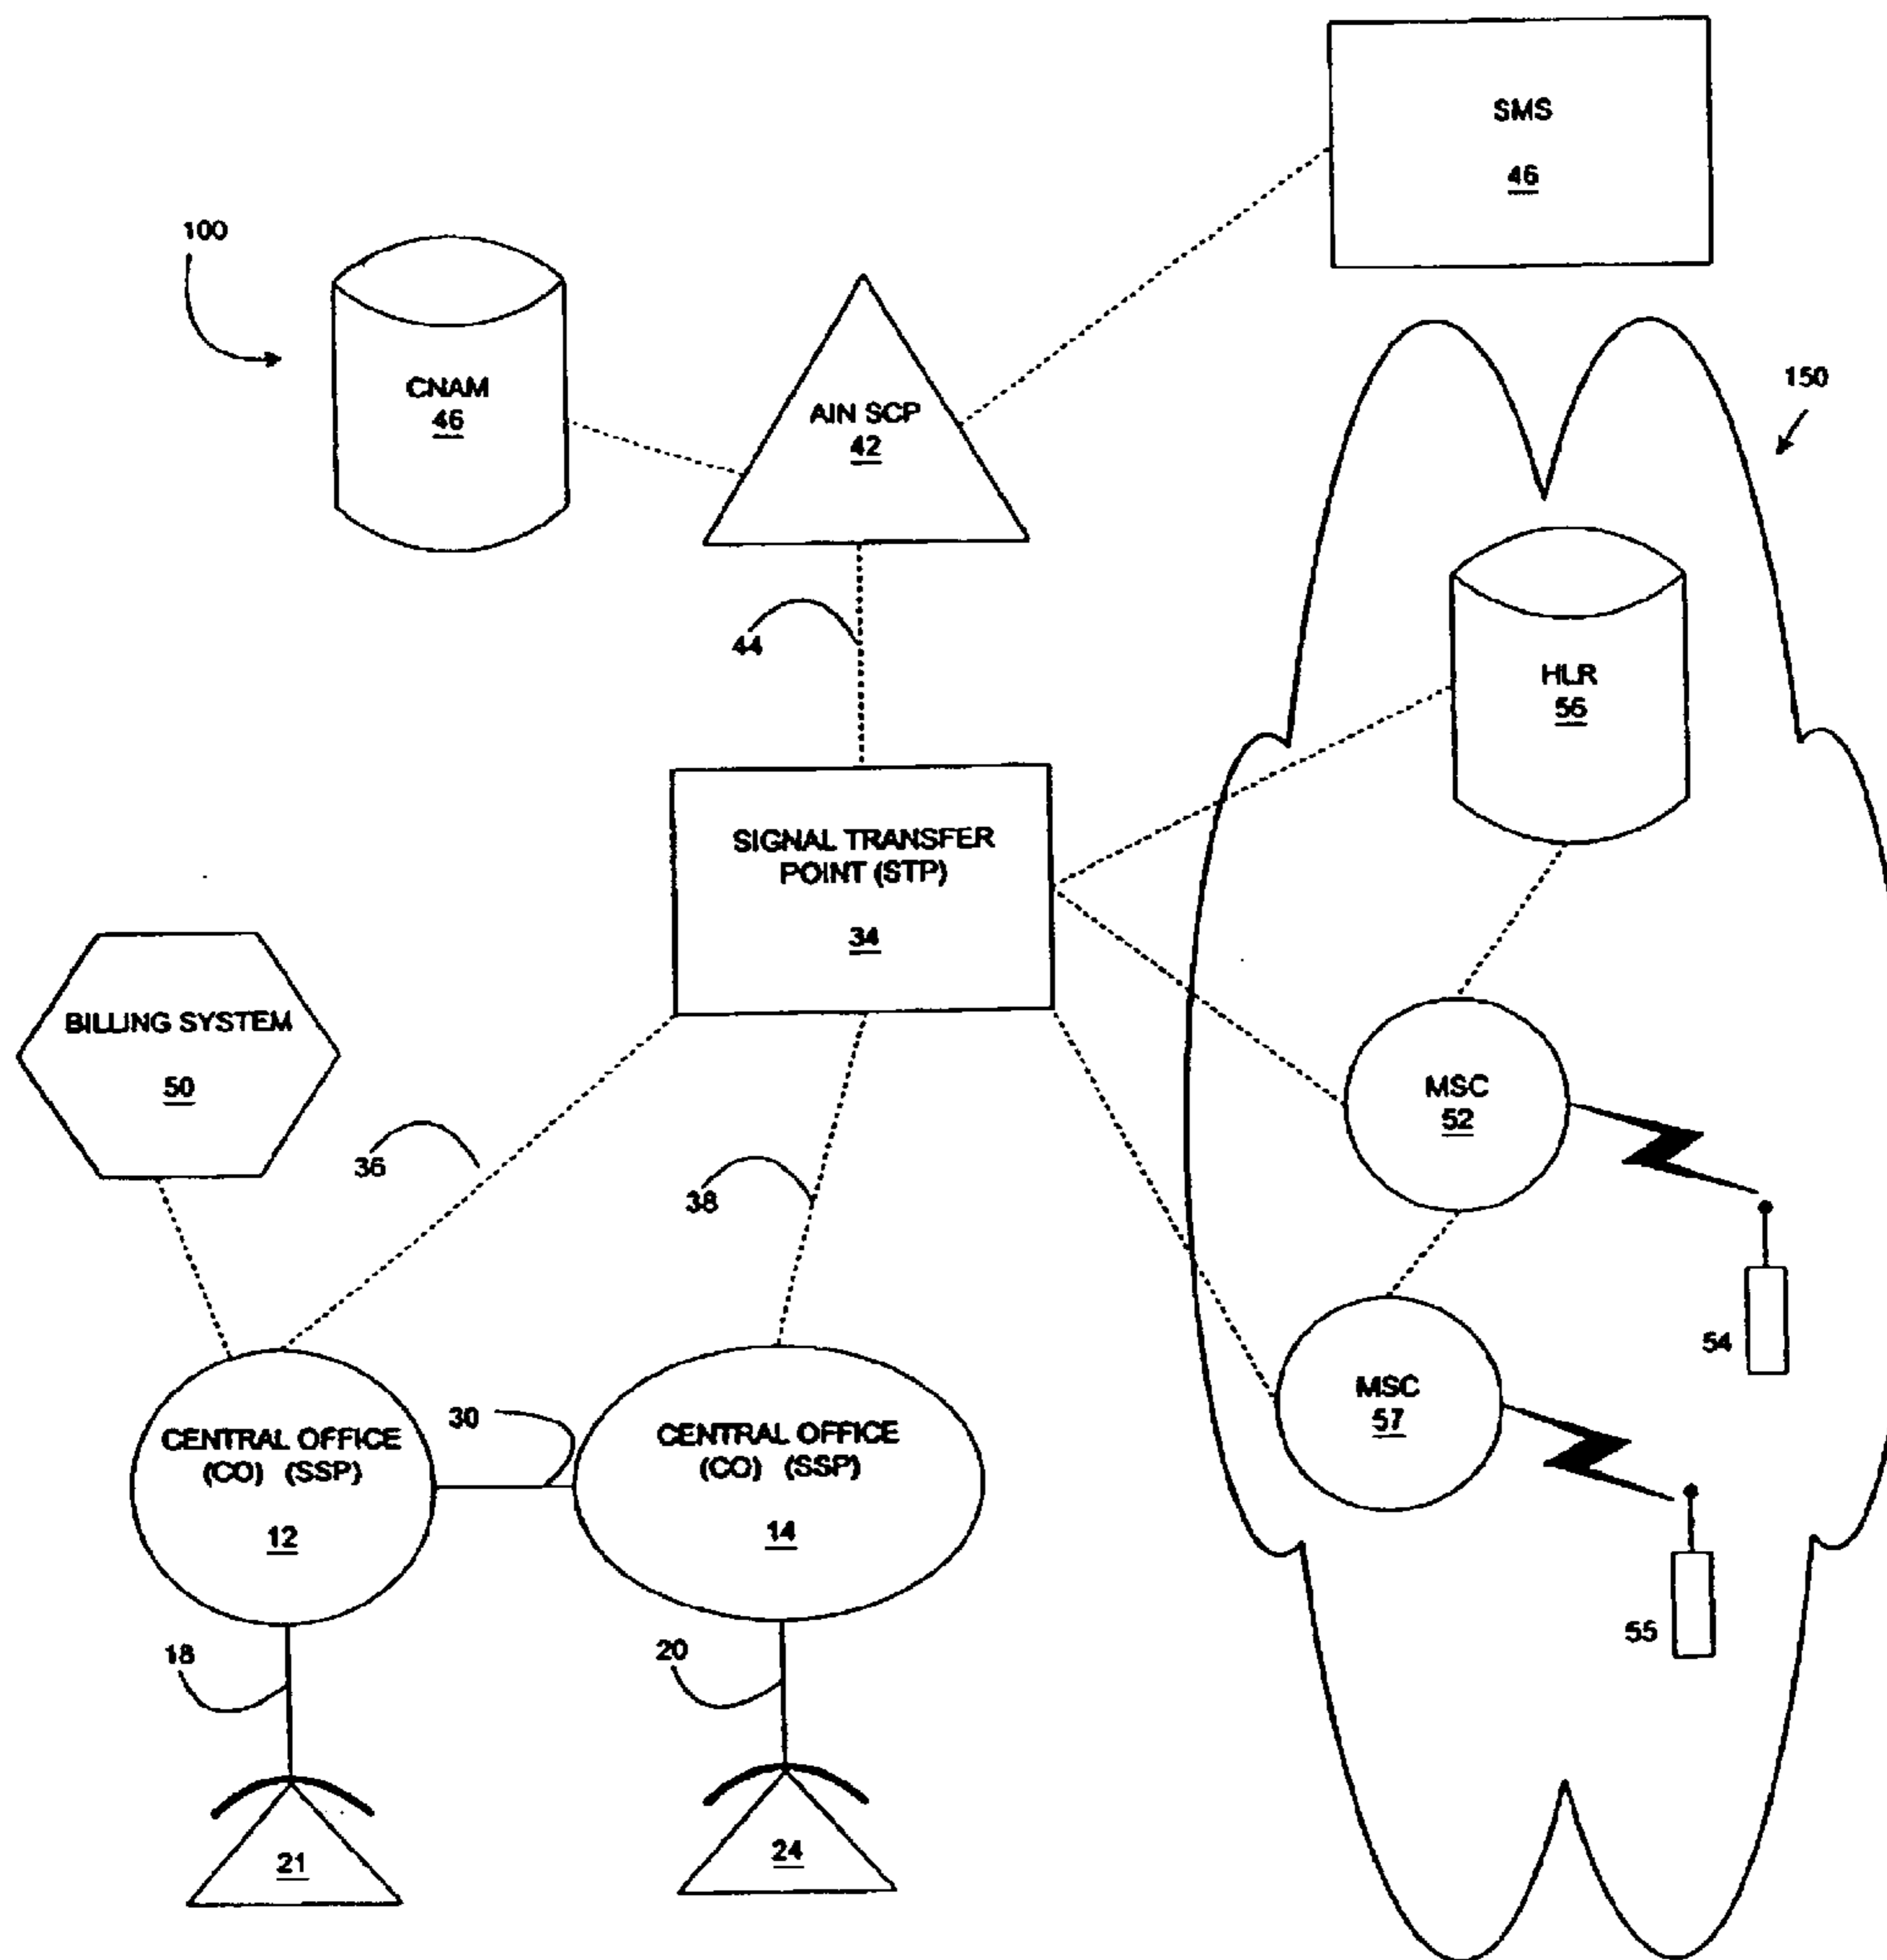 SMS
46
100
CNAM
46
AIN SCP
42
150
44
HLR
56
SIGNAL TRANSFER
POINT (STP)
34
BILLING SYSTEM
50
36
38
MSC
52
54
MSC
57
30
CENTRAL OFFICE
(CO) (SSP)
12
CENTRAL OFFICE
(CO) (SSP)
14
55
18
20
21
24